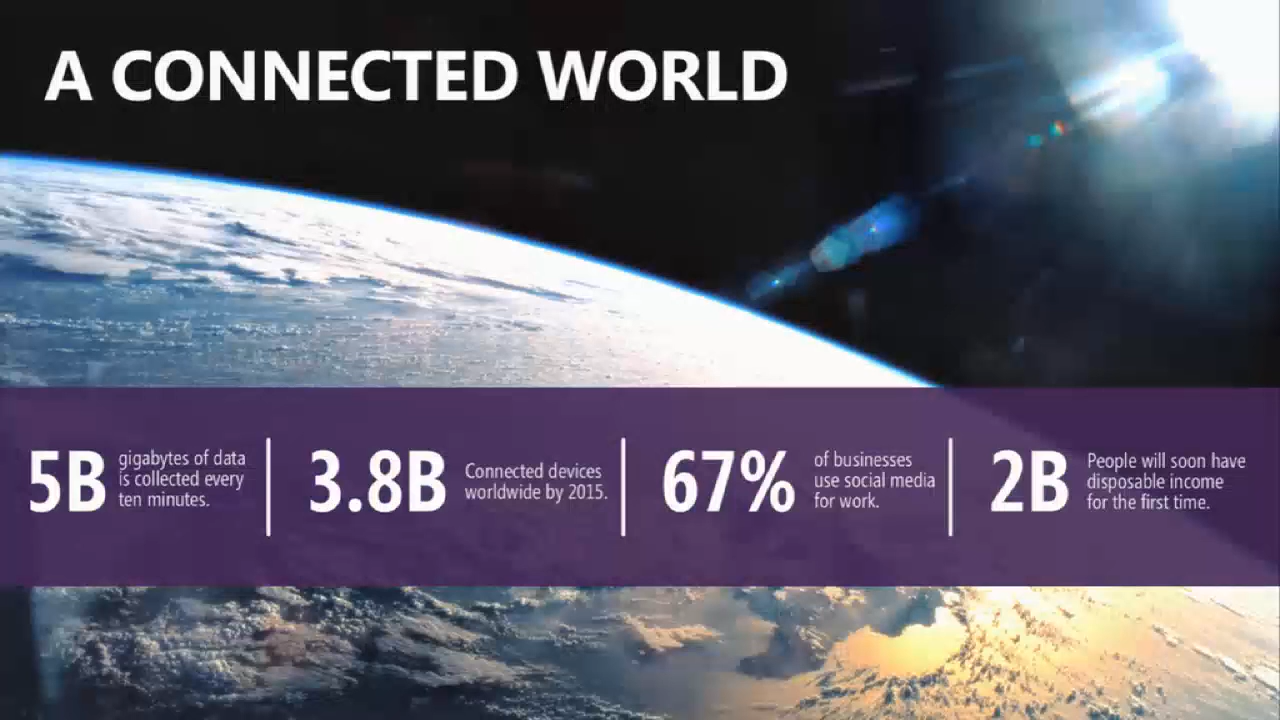 A CONNECTED WORLD
5B
gigabytes of data
is collected every
ten minutes.
3.8B
Connected devices
worldwide by 2015.
67%
of businesses
use social media
for work.
2B
People will soon have
disposable income
for the first time.